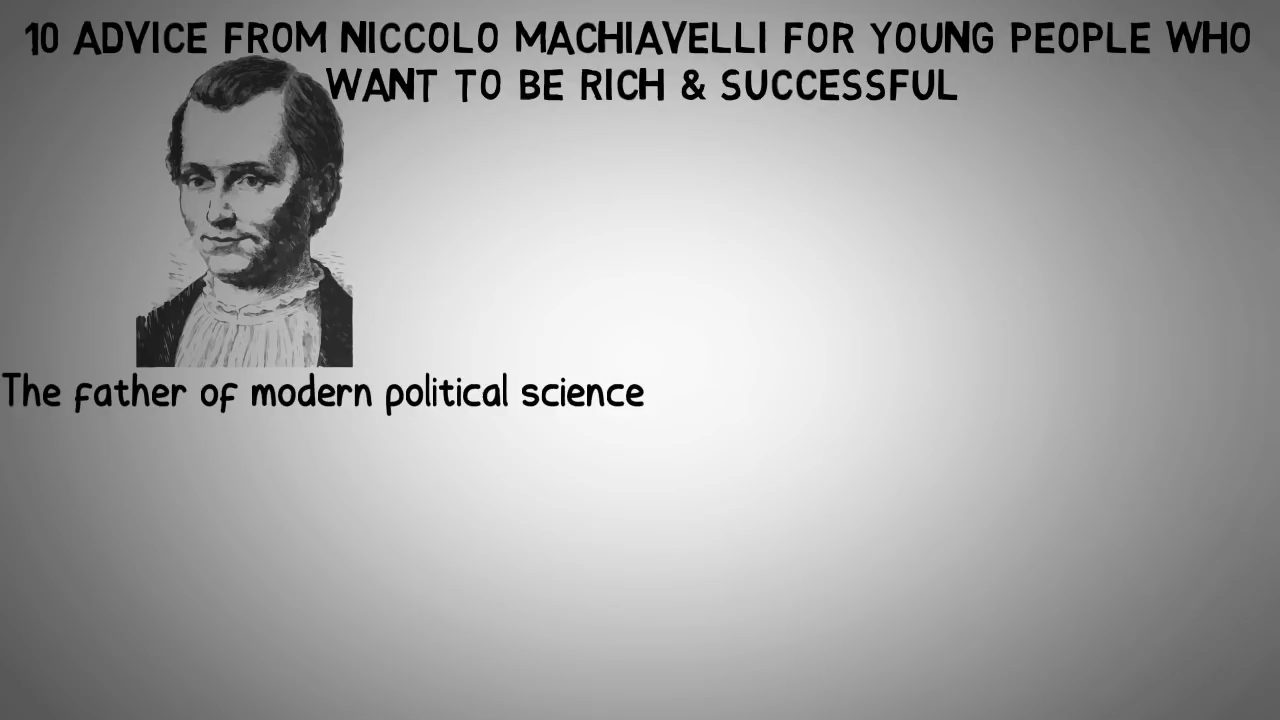 10 ADVICE FROM NICCOLO MACHIAVELLI FOR YOUNG PEOPLE WHO
WANT TO BE RICH & SUCCESSFUL
The father of modern political science